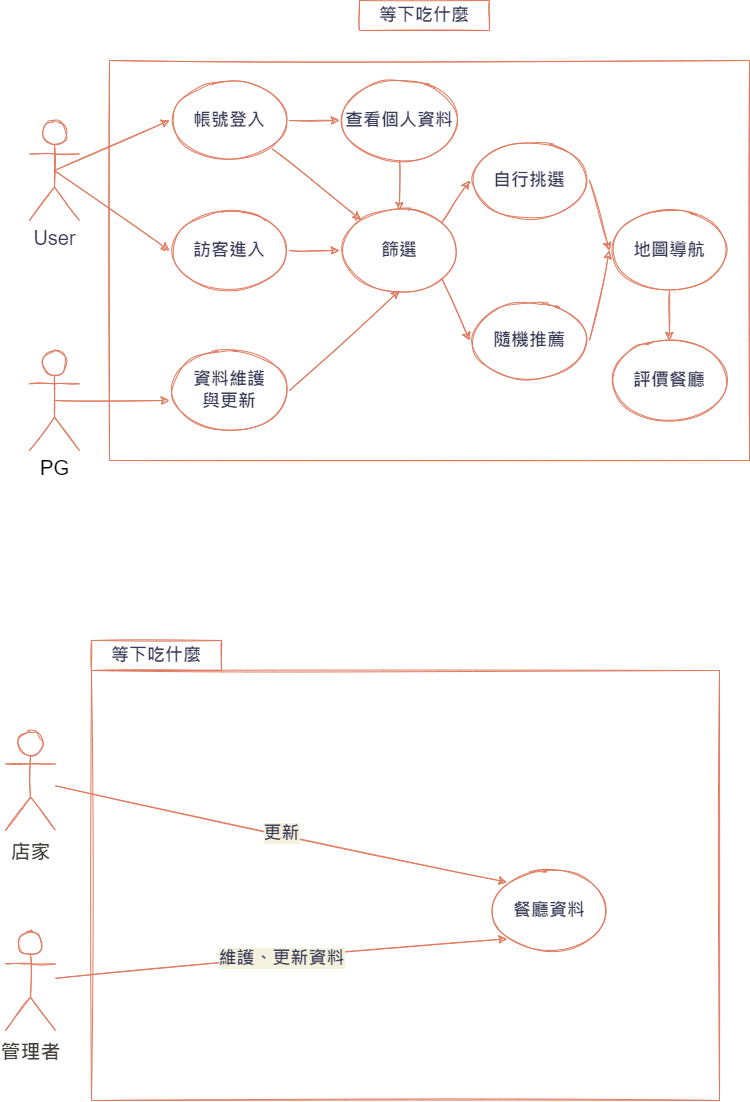 等下吃什麼
帳號登入
查看個人資料
自行挑選
User
訪客進入
篩選
地圖導航
隨機推薦
資料維護
與更新
評價餐廳
PG
等下吃什麼
更新
店家
餐廳資料
維護、更新資料
管理者